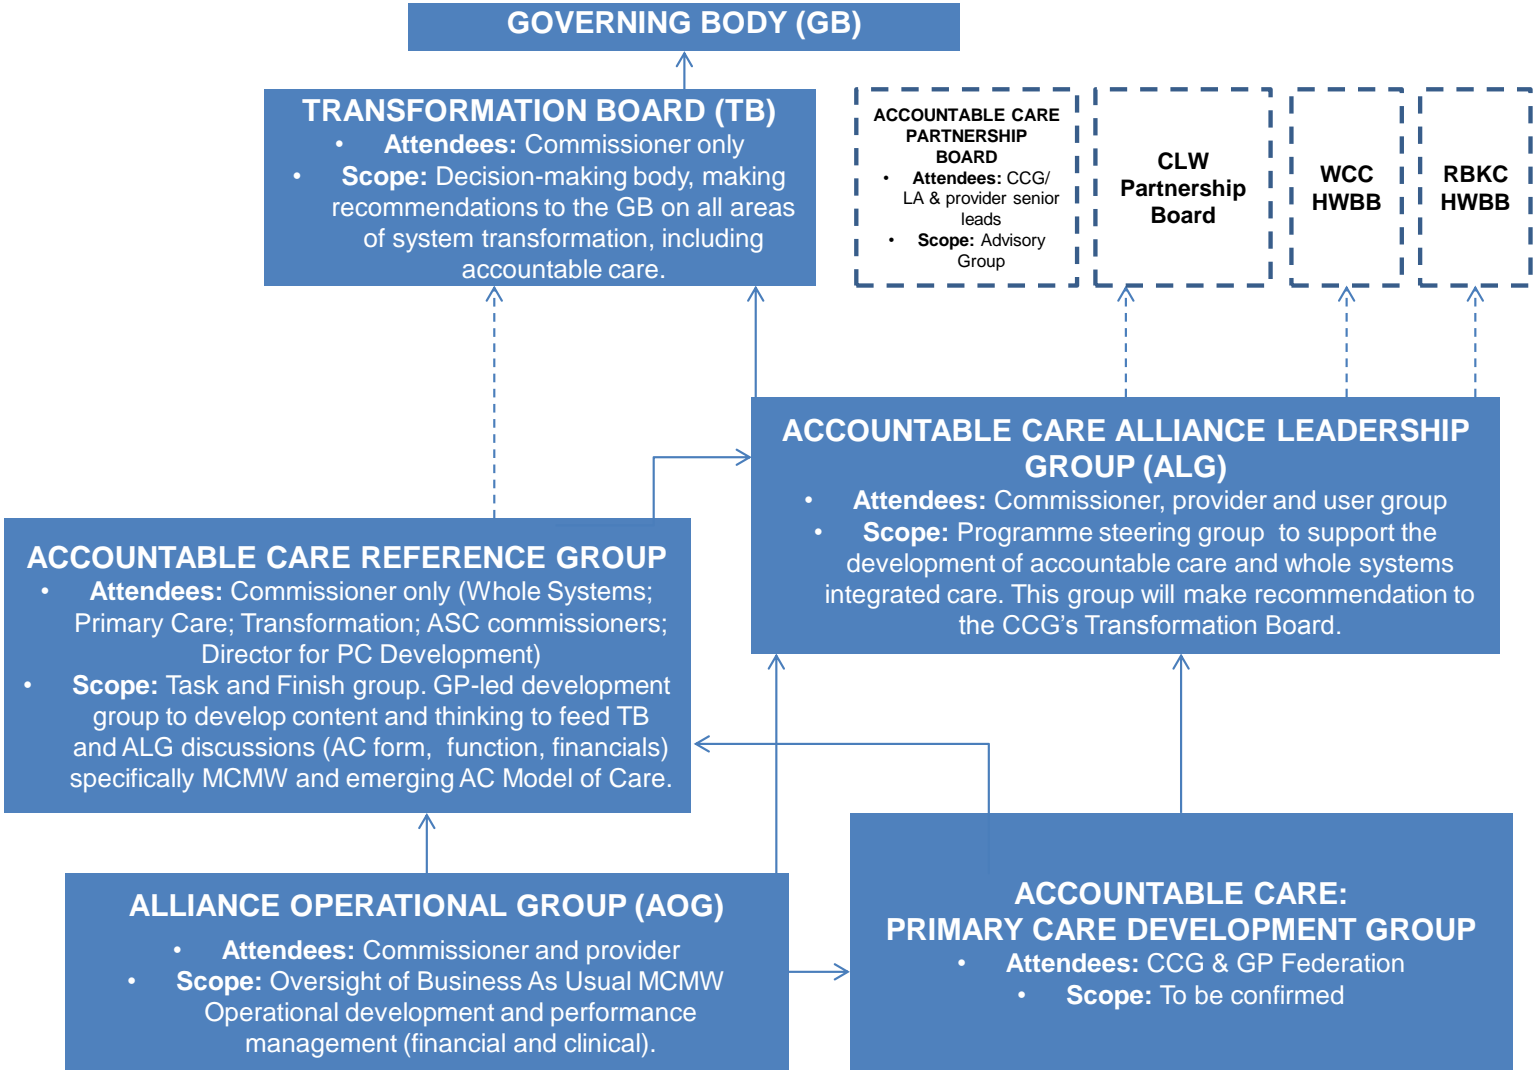 GOVERNING BODY (GB)
TRANSFORMATION BOARD (TB)
• Attendees: Commissioner only
• Scope: Decision-making body, making
recommendations to the GB on all areas
of system transformation, including
accountable care.
ACCOUNTABLE CARE
PARTNERSHIP
BOARD
• Attendees: CCG/
LA & provider senior
leads
• Scope: Advisory
Group
CLW
Partnership
Board
WCC
HWBB
RBKC
HWBB
ACCOUNTABLE CARE ALLIANCE LEADERSHIP
GROUP (ALG)
• Attendees: Commissioner, provider and user group
• Scope: Programme steering group to support the
development of accountable care and whole systems
integrated care. This group will make recommendation to
the CCG's Transformation Board.
ACCOUNTABLE CARE REFERENCE GROUP
• Attendees: Commissioner only (Whole Systems;
Primary Care; Transformation; ASC commissioners;
Director for PC Development)
• Scope: Task and Finish group. GP-led development
group to develop content and thinking to feed TB
and ALG discussions (AC form, function, financials)
specifically MCMW and emerging AC Model of Care.
ALLIANCE OPERATIONAL GROUP (AOG)
• Attendees: Commissioner and provider
• Scope: Oversight of Business As Usual MCMW
Operational development and performance
management (financial and clinical).
ACCOUNTABLE CARE:
PRIMARY CARE DEVELOPMENT GROUP
• Attendees: CCG & GP Federation
• Scope: To be confirmed